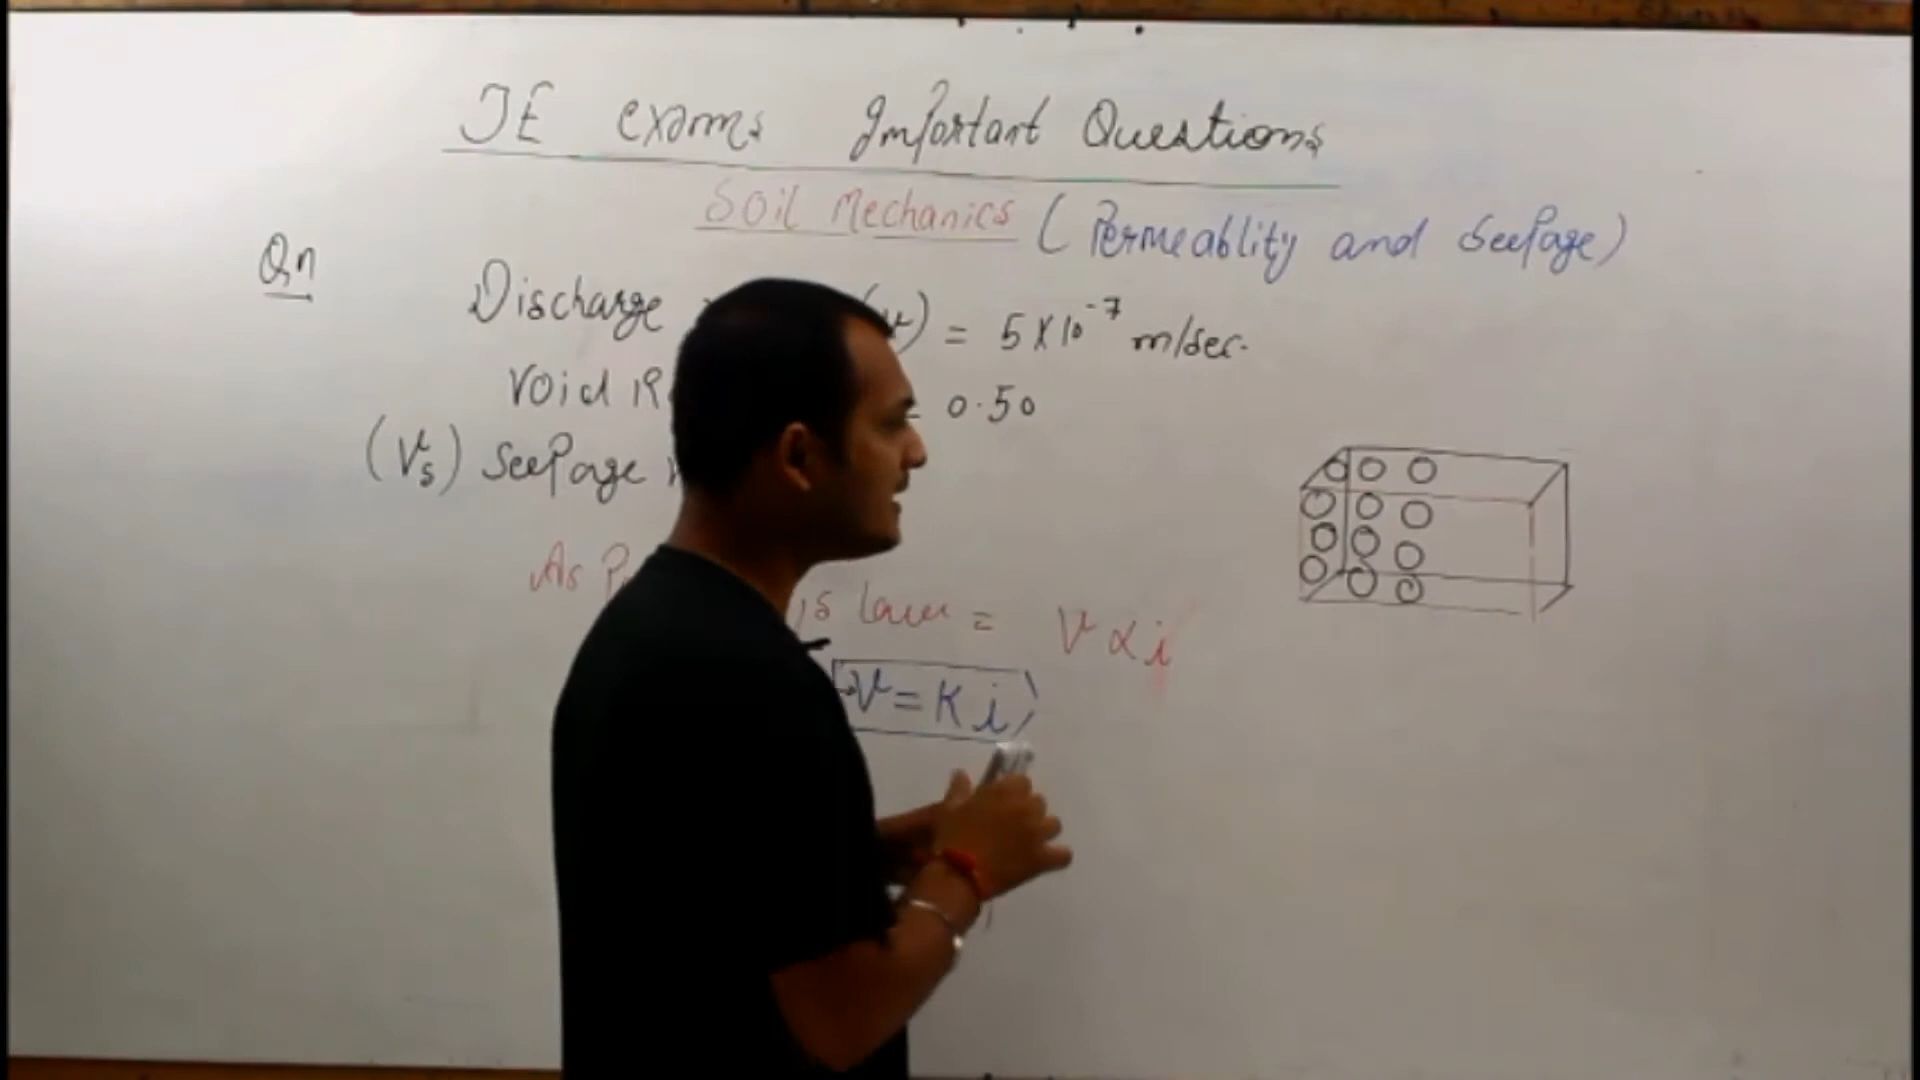 JE exams Important Questions
Soil Mechanics (Permeablity and Seepage)
Qn
Discharge (v) = 5 X 10⁻⁷ m/sec.
Void = 0.50
(Vs) Seepage
As law = V ∝ i
V = K i